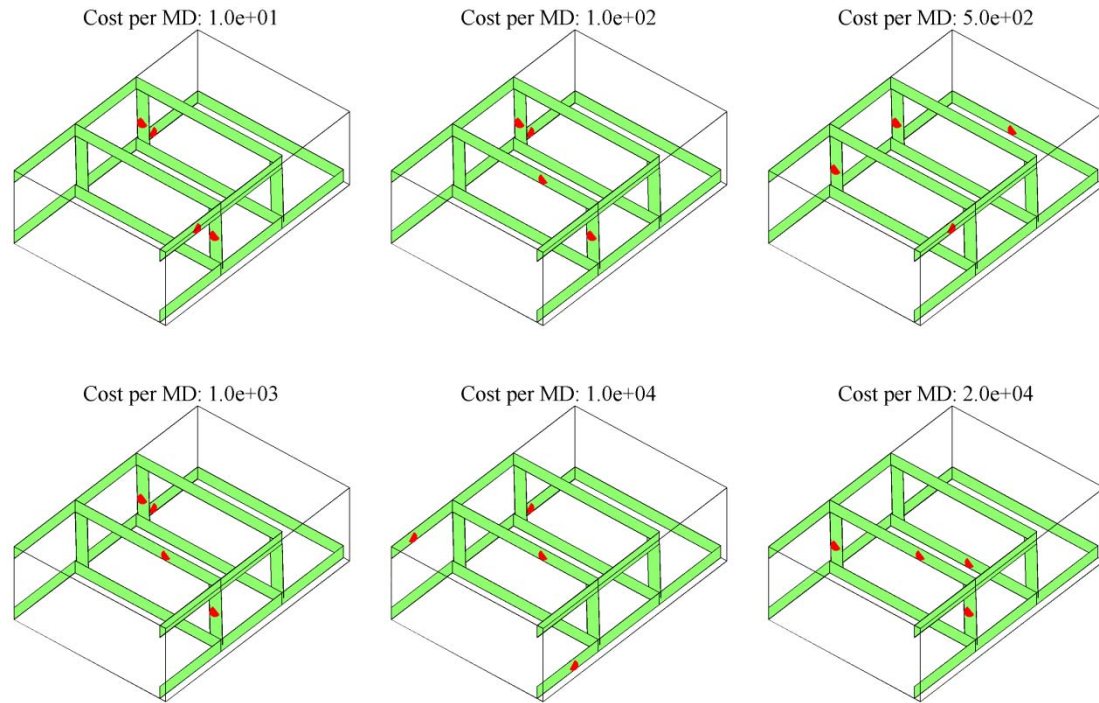 Cost per MD: 1.0e+01
Cost per MD: 1.0e+02
Cost per MD: 5.0e+02
Cost per MD: 1.0e+03
Cost per MD: 1.0e+04
Cost per MD: 2.0e+04